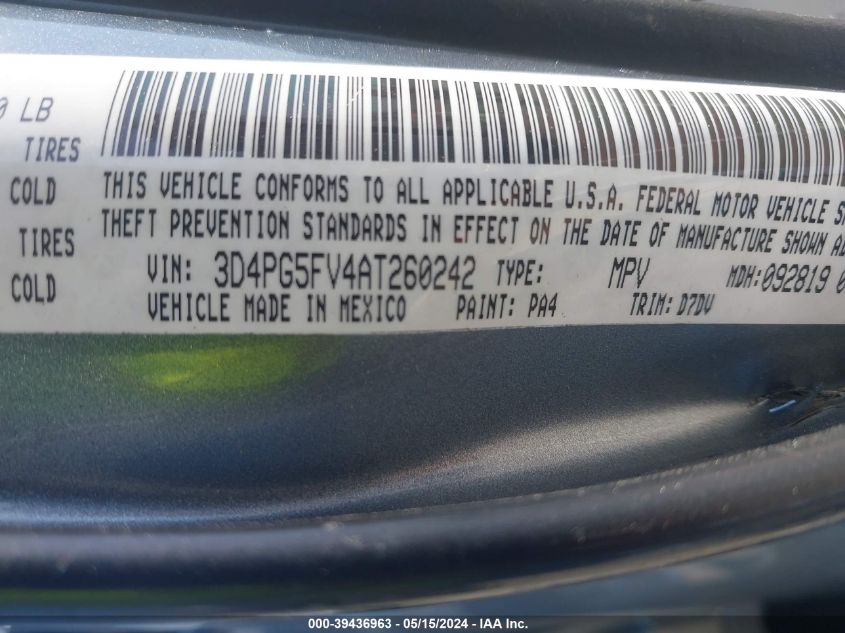 0 LB
TIRES
COLD
TIRES
COLD
THIS VEHICLE CONFORMS TO ALL APPLICABLE U.S.A. FEDERAL MOTOR VEHICLE S
THEFT PREVENTION STANDARDS IN EFFECT ON THE DATE OF MANUFACTURE SHOWN A
VIN: 3D4PG5FV4AT260242 TYPE: MPV MDH:092819 0
VEHICLE MADE IN MEXICO PAINT: PA4 TRIM: D7DV
000-39436963 - 05/15/2024 - IAA Inc.